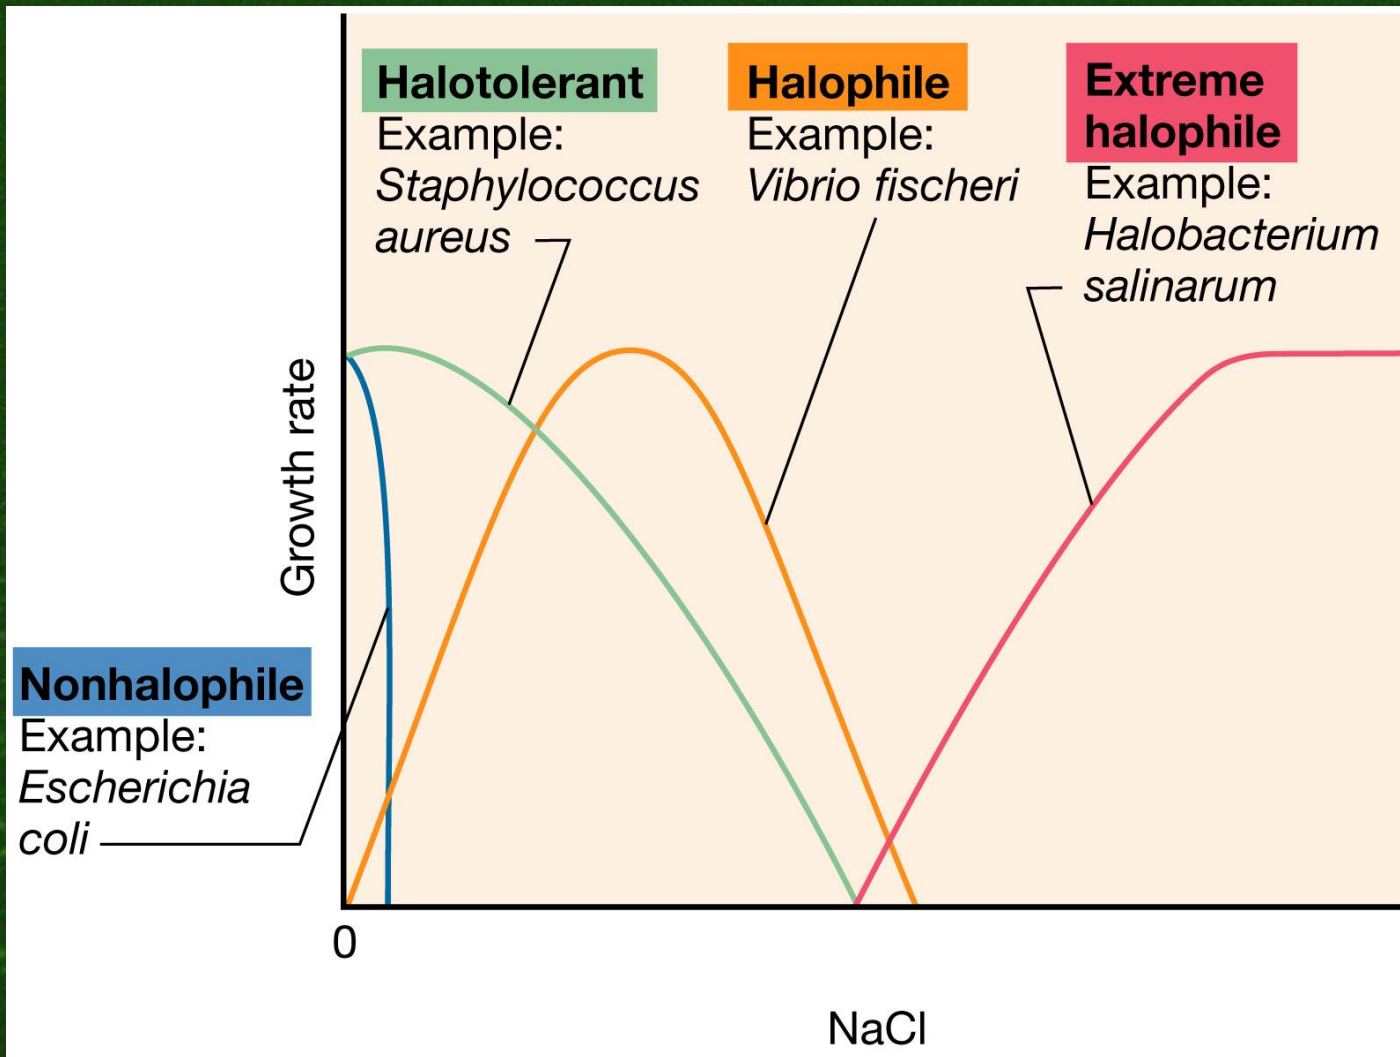 Halotolerant
Example:
Staphylococcus
aureus
Halophile
Example:
Vibrio fischeri
Extreme
halophile
Example:
Halobacterium
salinarum
Growth rate
Nonhalophile
Example:
Escherichia
coli
0
NaCl